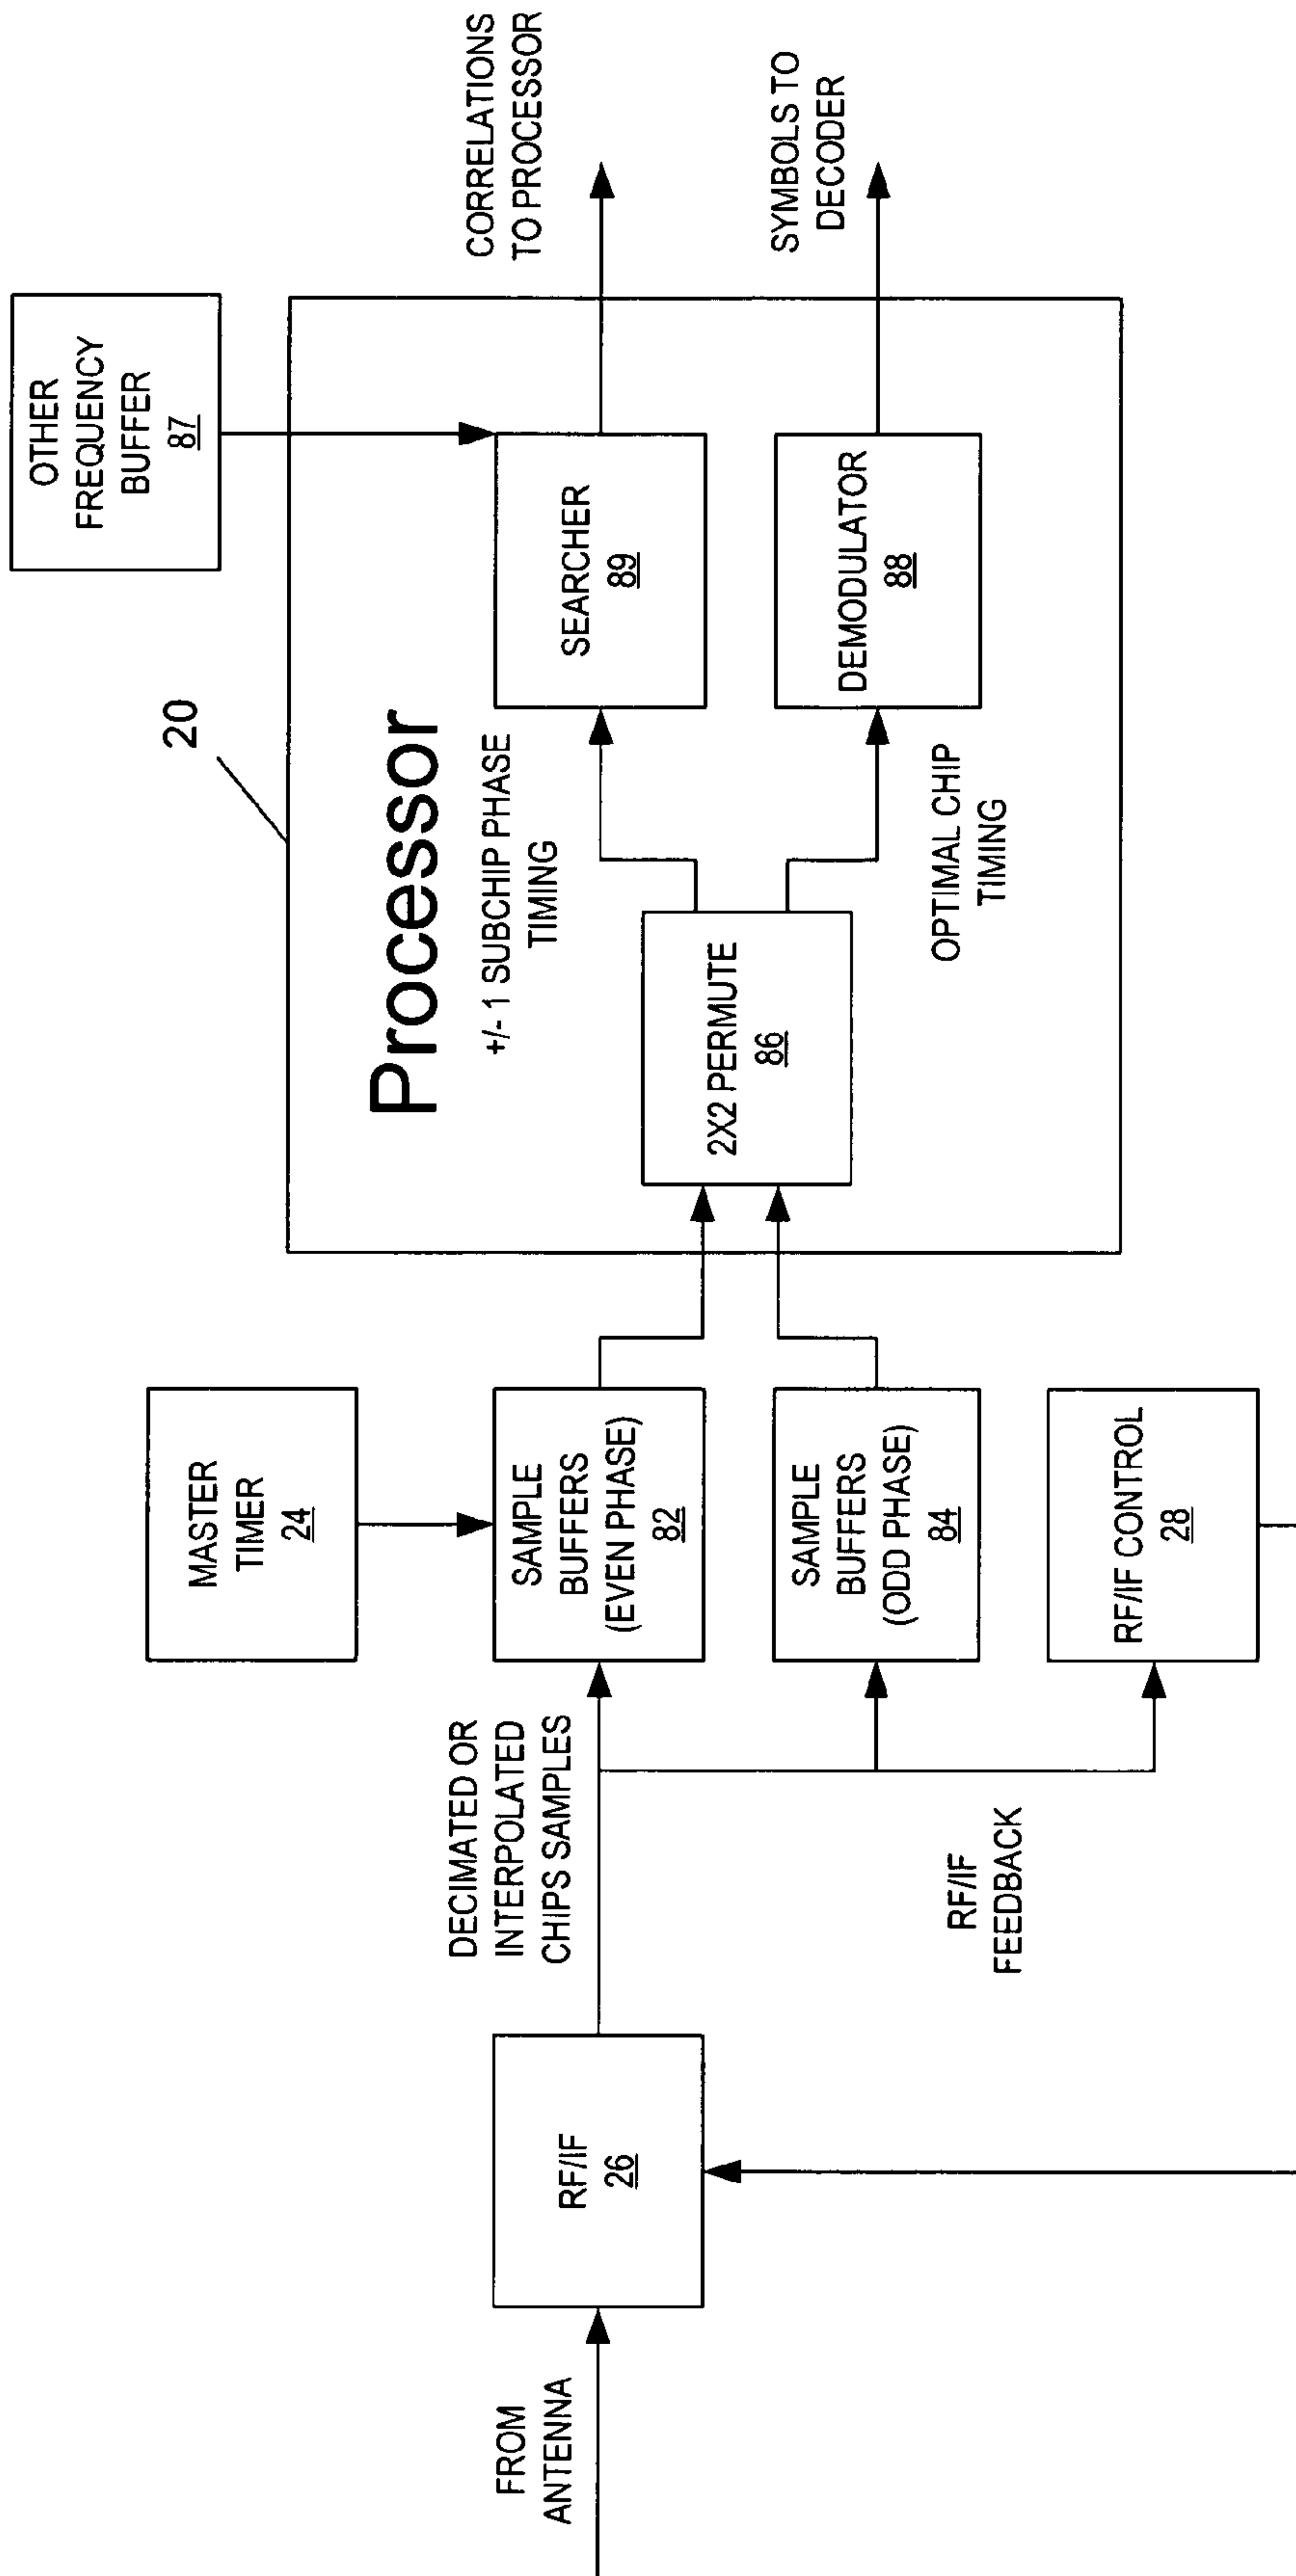 FROM
ANTENNA
RF/IF
26
DECIMATED OR
INTERPOLATED
CHIPS SAMPLES
RF/IF
FEEDBACK
MASTER
TIMER
24
SAMPLE
BUFFERS
(EVEN PHASE)
82
SAMPLE
BUFFERS
(ODD PHASE)
84
RF/IF CONTROL
28
20
Processor
+/- 1 SUBCHIP PHASE
TIMING
2X2 PERMUTE
86
OPTIMAL CHIP
TIMING
OTHER
FREQUENCY
BUFFER
87
SEARCHER
89
DEMODULATOR
88
CORRELATIONS
TO PROCESSOR
SYMBOLS TO
DECODER